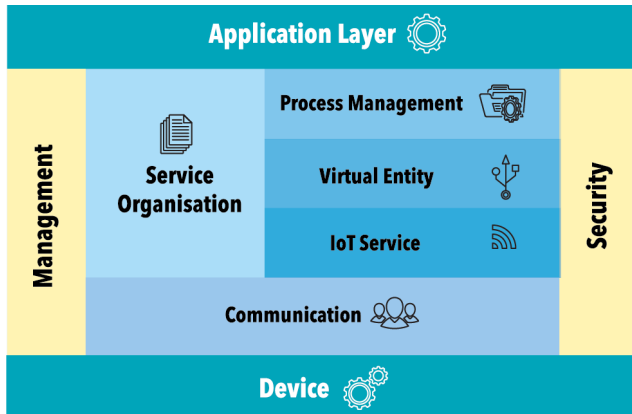 Application Layer
Management
Service
Organisation
Process Management
Virtual Entity
IoT Service
Security
Communication
Device